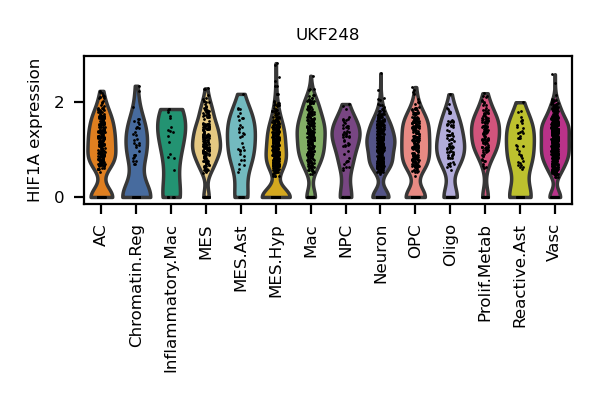 UKF248
HIF1A expression
2
0
AC
Chromatin.Reg
Inflammatory.Mac
MES
MES.Ast
MES.Hyp
Mac
NPC
Neuron
OPC
Oligo
Prolif.Metab
Reactive.Ast
Vasc